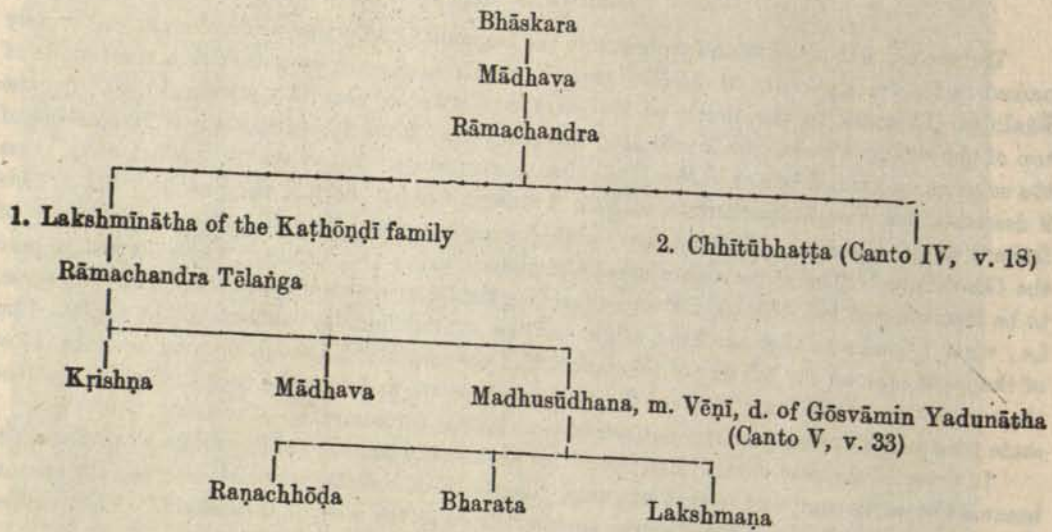 Bhāskara
Mādhava
Rāmachandra
1. Lakshmīnātha of the Kaṭhōṇḍī family
2. Chhītūbhaṭṭa (Canto IV, v. 18)
Rāmachandra Tēlaṅga
Kṛishṇa
Mādhava
Madhusūdhana, m. Vēṇī, d. of Gōsvāmin Yadunātha
(Canto V, v. 33)
Raṇachhōḍa
Bharata
Lakshmaṇa